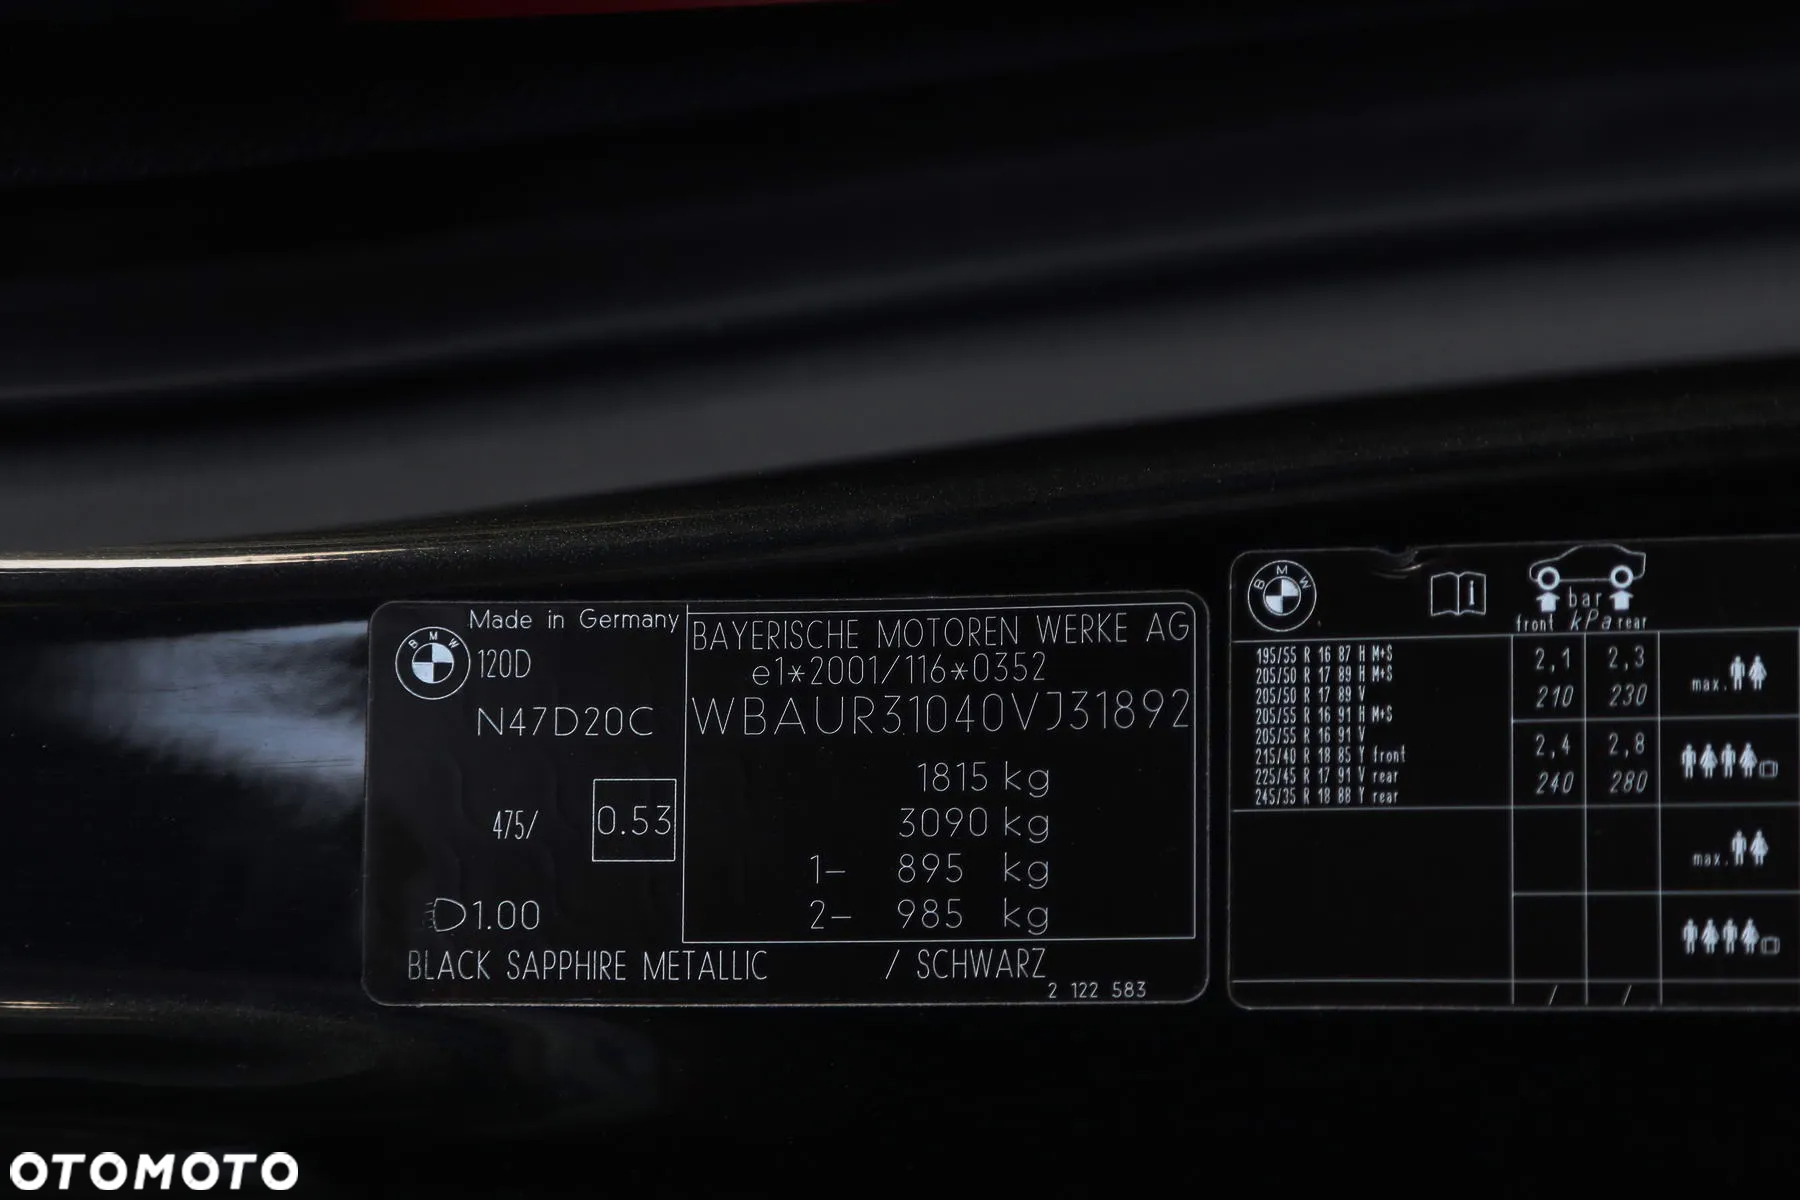 Made in Germany
BMW
120D
N47D20C
475/
0.53
1.00
BAYERISCHE MOTOREN WERKE AG
e1*2001/116*0352
WBAUR31040VJ31892
1815 kg
3090 kg
1- 895 kg
2- 985 kg
BLACK SAPPHIRE METALLIC / SCHWARZ
2 122 583
BMW
i
bar
front kPa rear
195/55 R 16 87 H M+S
205/50 R 17 89 H M+S
205/50 R 17 89 V
205/55 R 16 91 H M+S
205/55 R 16 91 V
215/40 R 18 85 Y front
225/45 R 17 91 V rear
245/35 R 18 88 Y rear
2,1 2,3
210 230
max.
2,4 2,8
240 280
max.
/ /
OTOMOTO